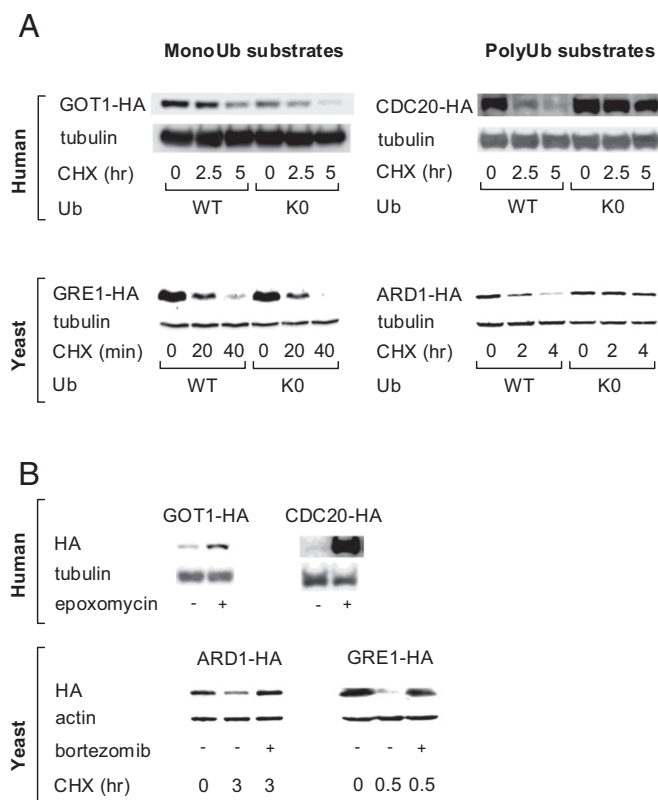 A
MonoUb substrates
PolyUb substrates
Human
GOT1-HA
tubulin
CHX (hr) 0 2.5 5 0 2.5 5
Ub WT K0
CDC20-HA
tubulin
CHX (hr) 0 2.5 5 0 2.5 5
Ub WT K0
Yeast
GRE1-HA
tubulin
CHX (min) 0 20 40 0 20 40
Ub WT K0
ARD1-HA
tubulin
CHX (hr) 0 2 4 0 2 4
Ub WT K0
B
Human
GOT1-HA CDC20-HA
HA
tubulin
epoxomycin - + - +
Yeast
ARD1-HA GRE1-HA
HA
actin
bortezomib - - + - - +
CHX (hr) 0 3 3 0 0.5 0.5